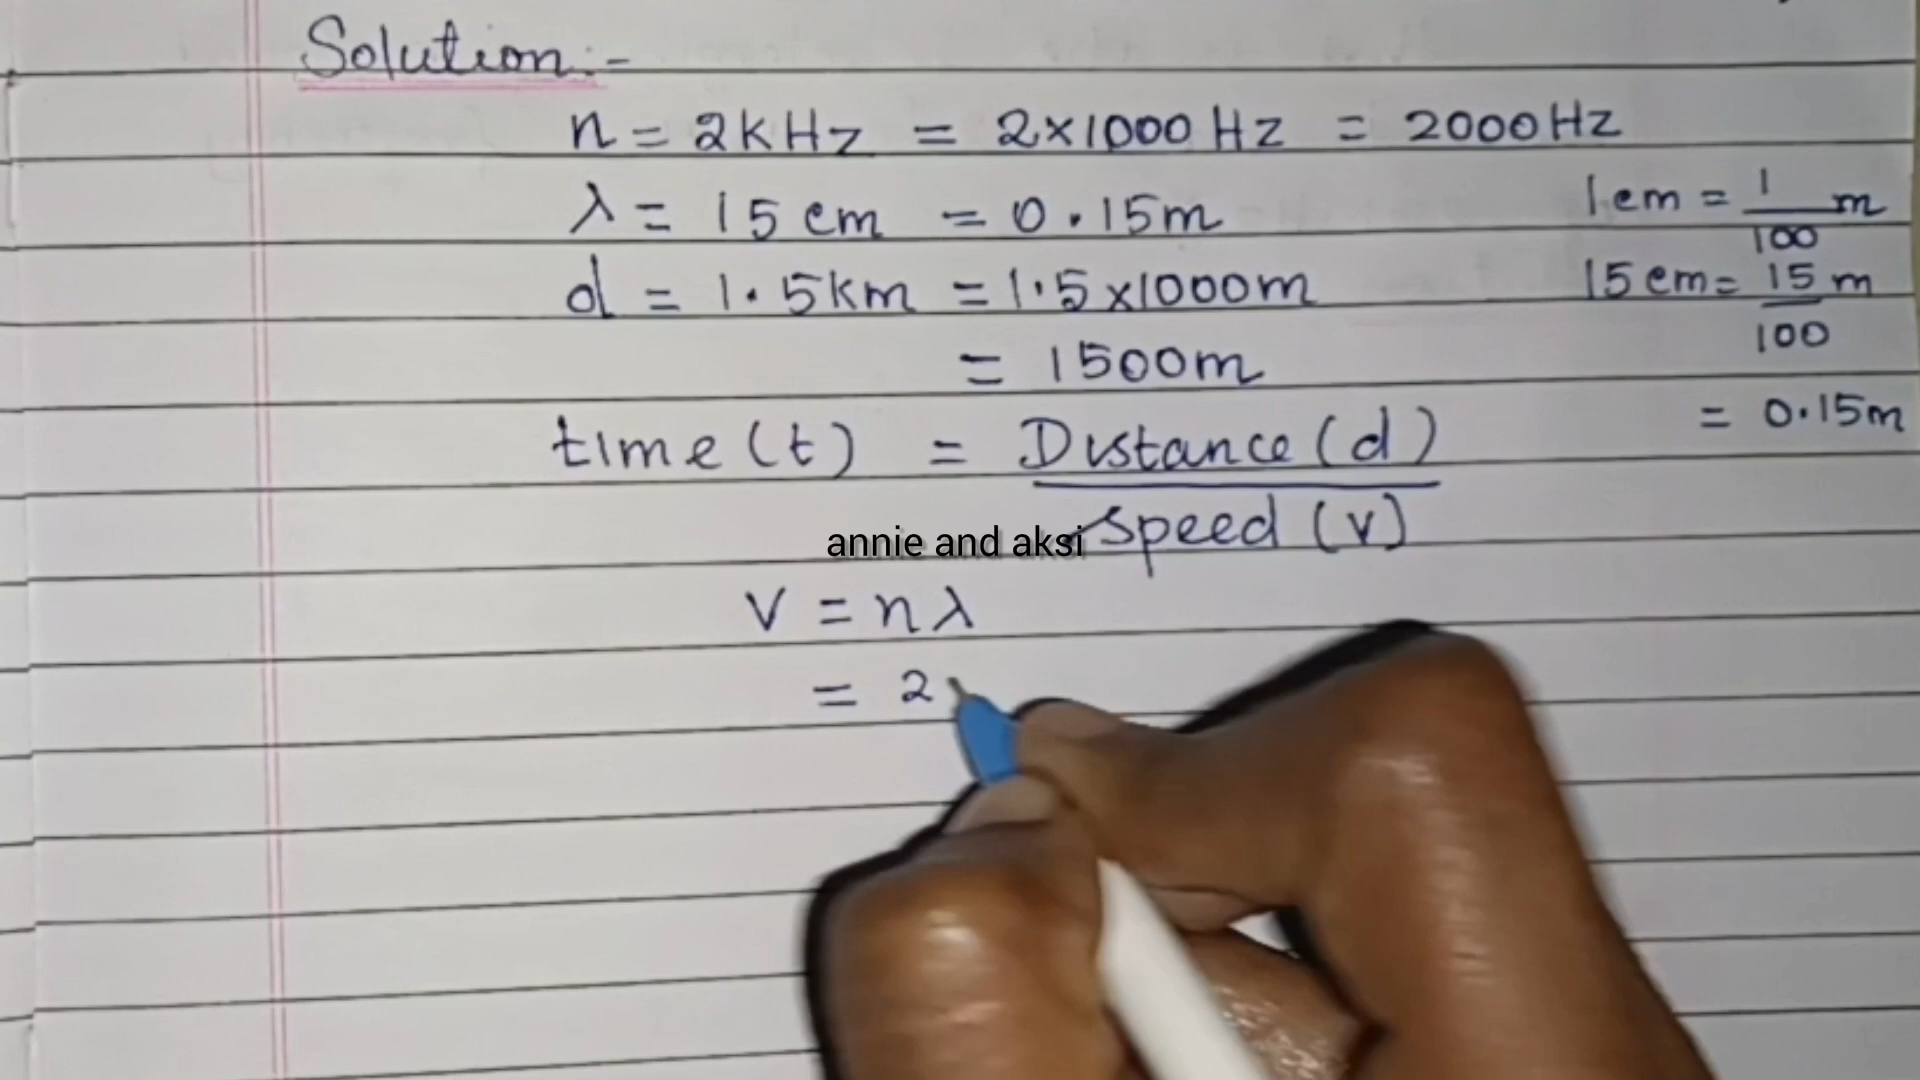 Solution:-
n = 2kHz = 2×1000 Hz = 2000Hz
λ = 15 cm = 0.15m
1cm = 1/100 m
d = 1.5km = 1.5×1000m
15cm = 15/100 m
= 1500m
= 0.15m
time (t) = Distance (d) / Speed (v)
annie and aksi
V = nλ
= 2